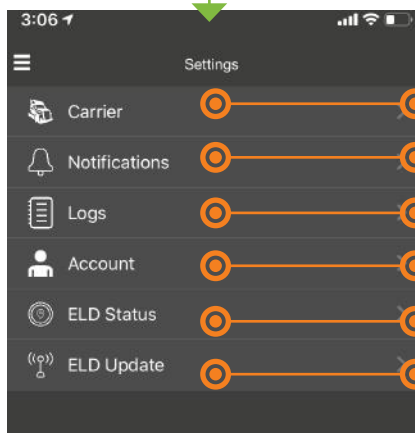 3:06
Settings
Carrier
Notifications
Logs
Account
ELD Status
ELD Update